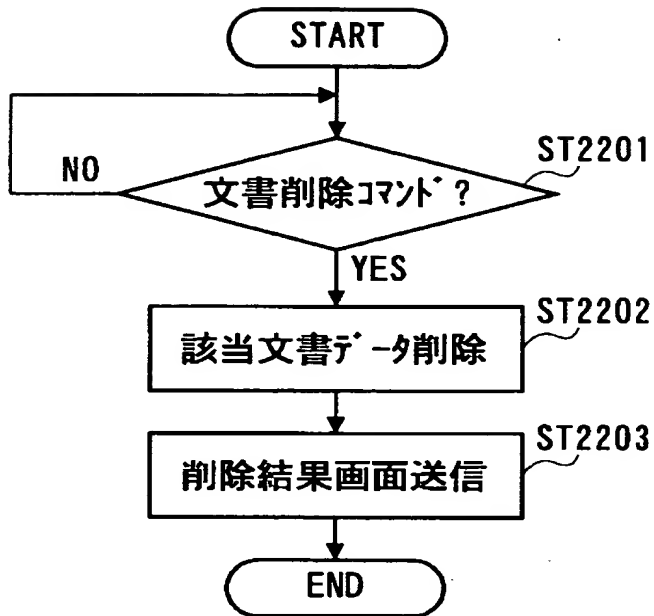 START
ST2201
NO
文書削除コマンド?
YES
ST2202
該当文書データ削除
ST2203
削除結果画面送信
END